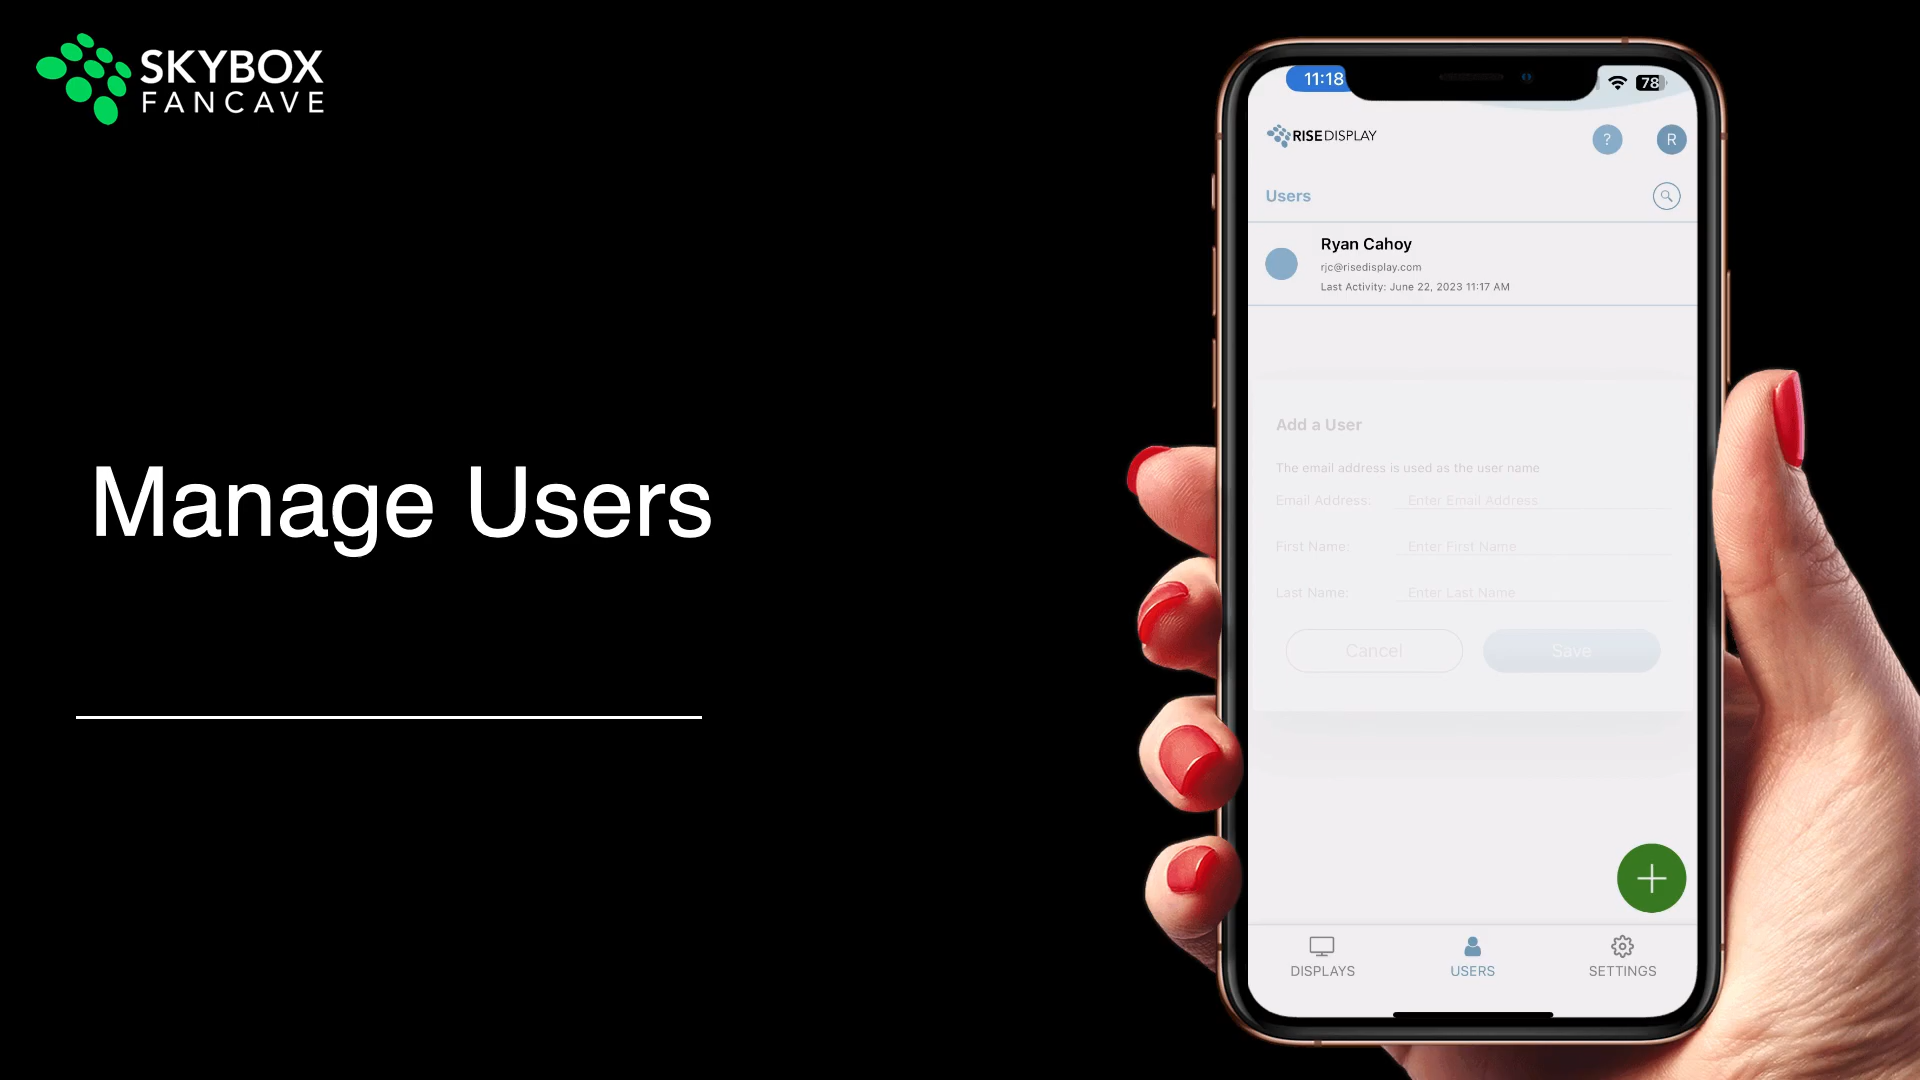 SKYBOX
FANCAVE
Manage Users
11:18
78
RISEDISPLAY
?
R
Users
Ryan Cahoy
rjc@risedisplay.com
Last Activity: June 22, 2023 11:17 AM
Add a User
The email address is used as the user name
Email Address: Enter Email Address
First Name: Enter First Name
Last Name: Enter Last Name
Cancel Save
DISPLAYS USERS SETTINGS